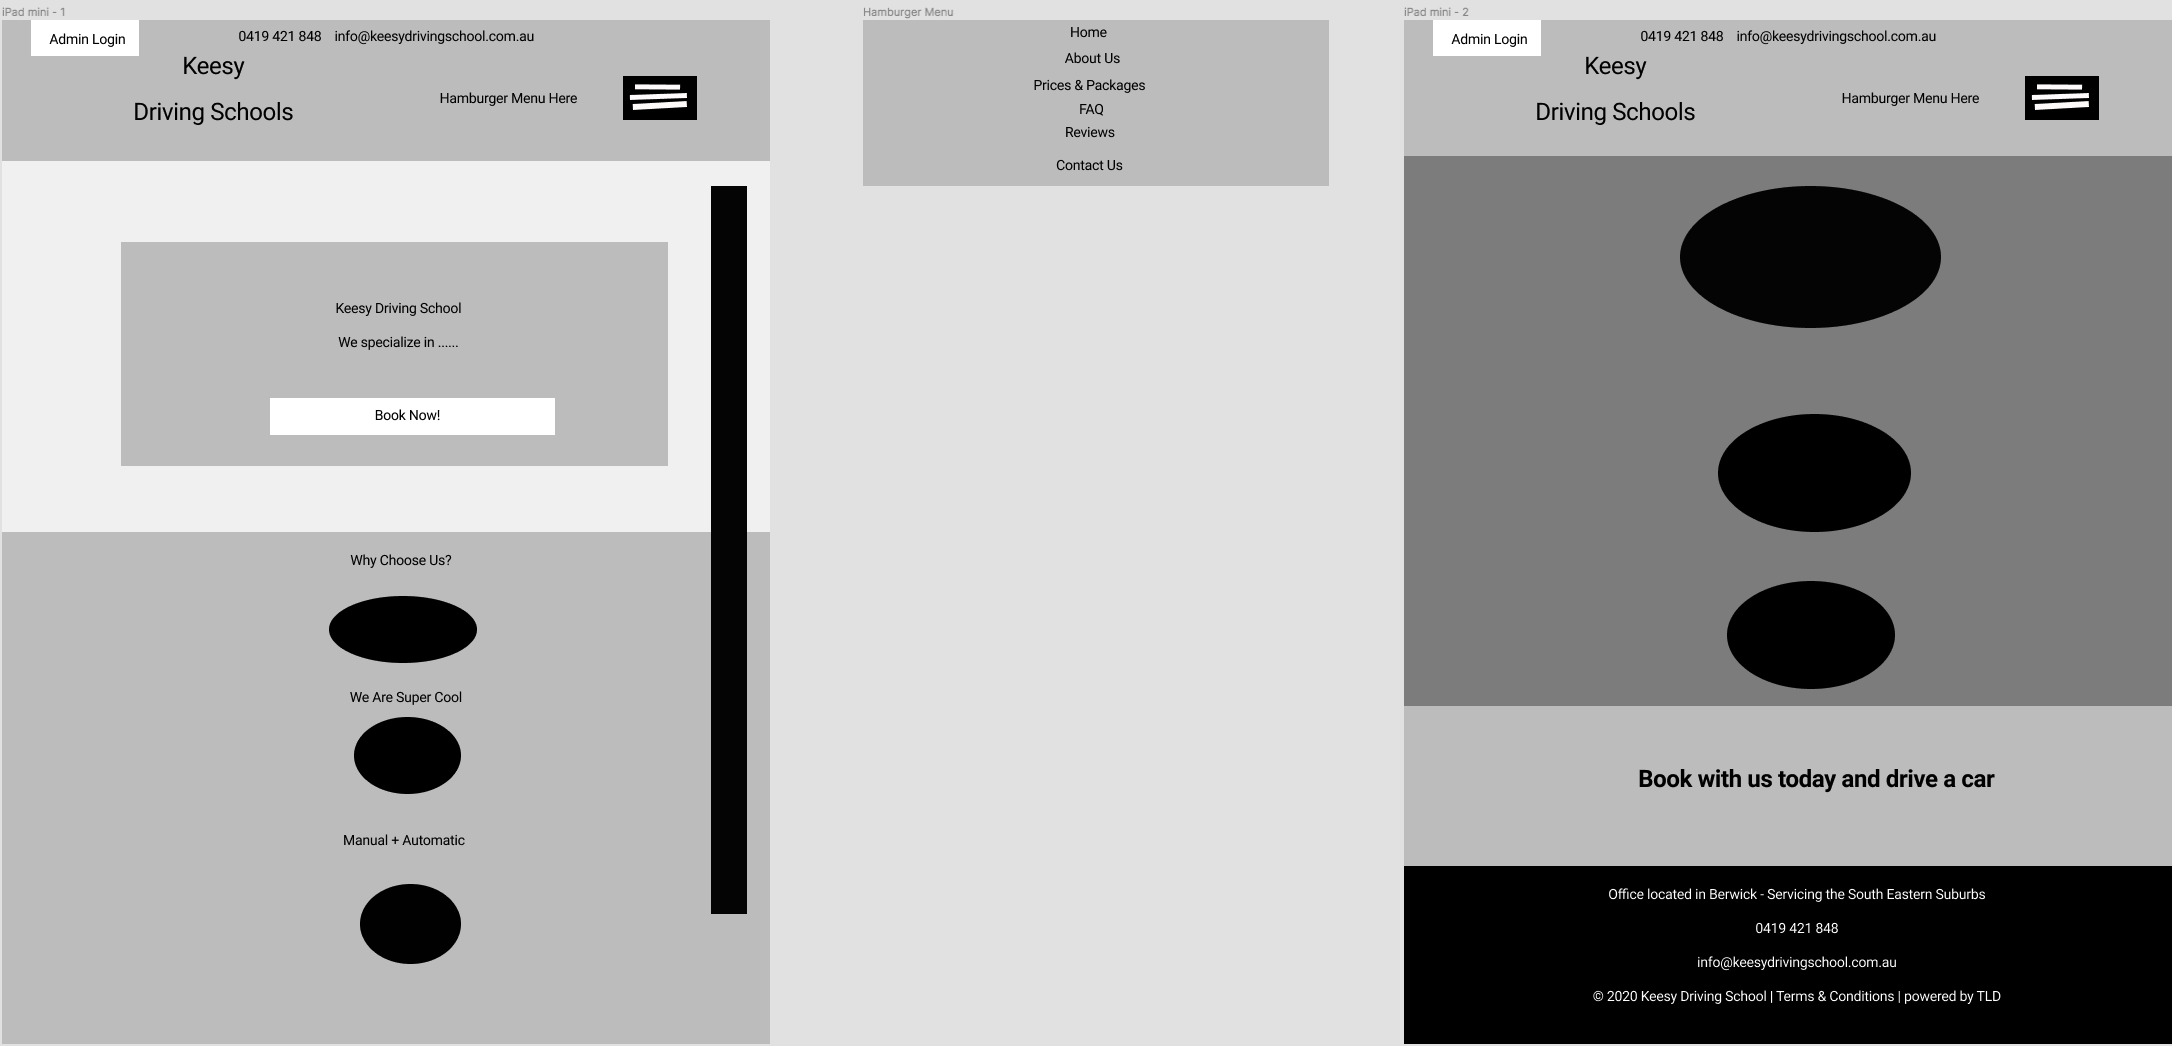 iPad mini - 1
Admin Login
0419 421 848 info@keesydrivingschool.com.au
Keesy
Driving Schools
Hamburger Menu Here
Keesy Driving School
We specialize in ......
Book Now!
Why Choose Us?
We Are Super Cool
Manual + Automatic
Hamburger Menu
Home
About Us
Prices & Packages
FAQ
Reviews
Contact Us
iPad mini - 2
Admin Login
0419 421 848 info@keesydrivingschool.com.au
Keesy
Driving Schools
Hamburger Menu Here
Book with us today and drive a car
Office located in Berwick - Servicing the South Eastern Suburbs
0419 421 848
info@keesydrivingschool.com.au
© 2020 Keesy Driving School | Terms & Conditions | powered by TLD